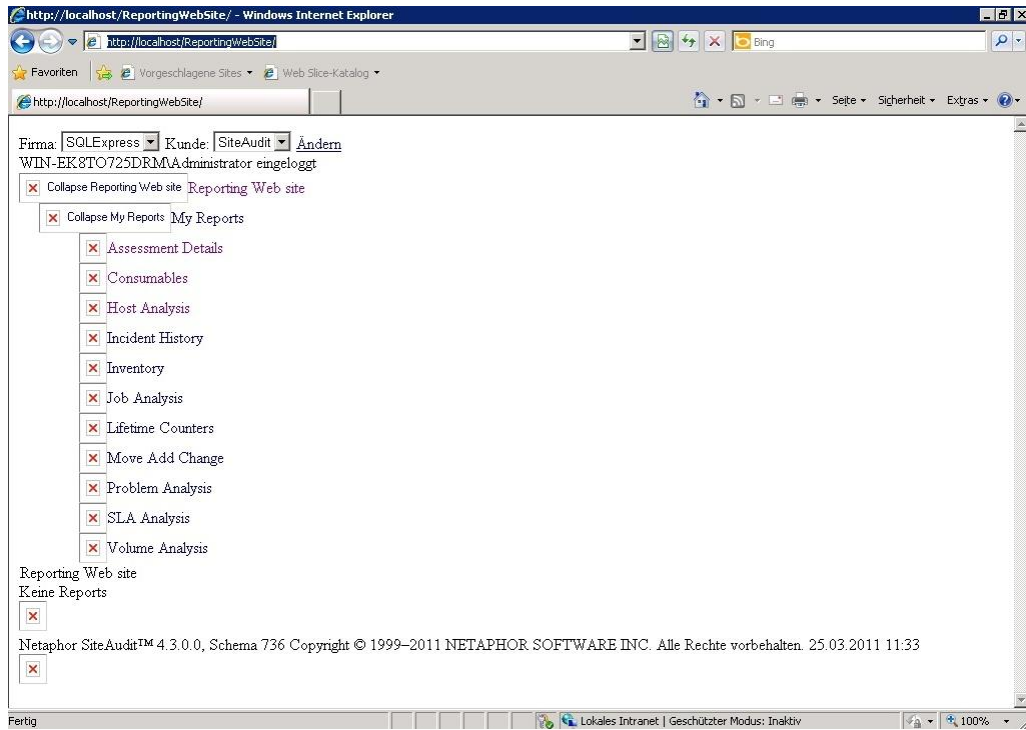 http://localhost/ReportingWebSite/ - Windows Internet Explorer
http://localhost/ReportingWebSite/
Bing
Favoriten
Vorgeschlagene Sites
Web Slice-Katalog
http://localhost/ReportingWebSite/
Seite
Sicherheit
Extras
Firma: SQLExpress Kunde: SiteAudit Ändern
WIN-EK8TO725DRM\Administrator eingeloggt
Collapse Reporting Web site Reporting Web site
Collapse My Reports My Reports
Assessment Details
Consumables
Host Analysis
Incident History
Inventory
Job Analysis
Lifetime Counters
Move Add Change
Problem Analysis
SLA Analysis
Volume Analysis
Reporting Web site
Keine Reports
Netaphor SiteAudit™ 4.3.0.0, Schema 736 Copyright © 1999–2011 NETAPHOR SOFTWARE INC. Alle Rechte vorbehalten. 25.03.2011 11:33
Fertig
Lokales Intranet | Geschützter Modus: Inaktiv
100%